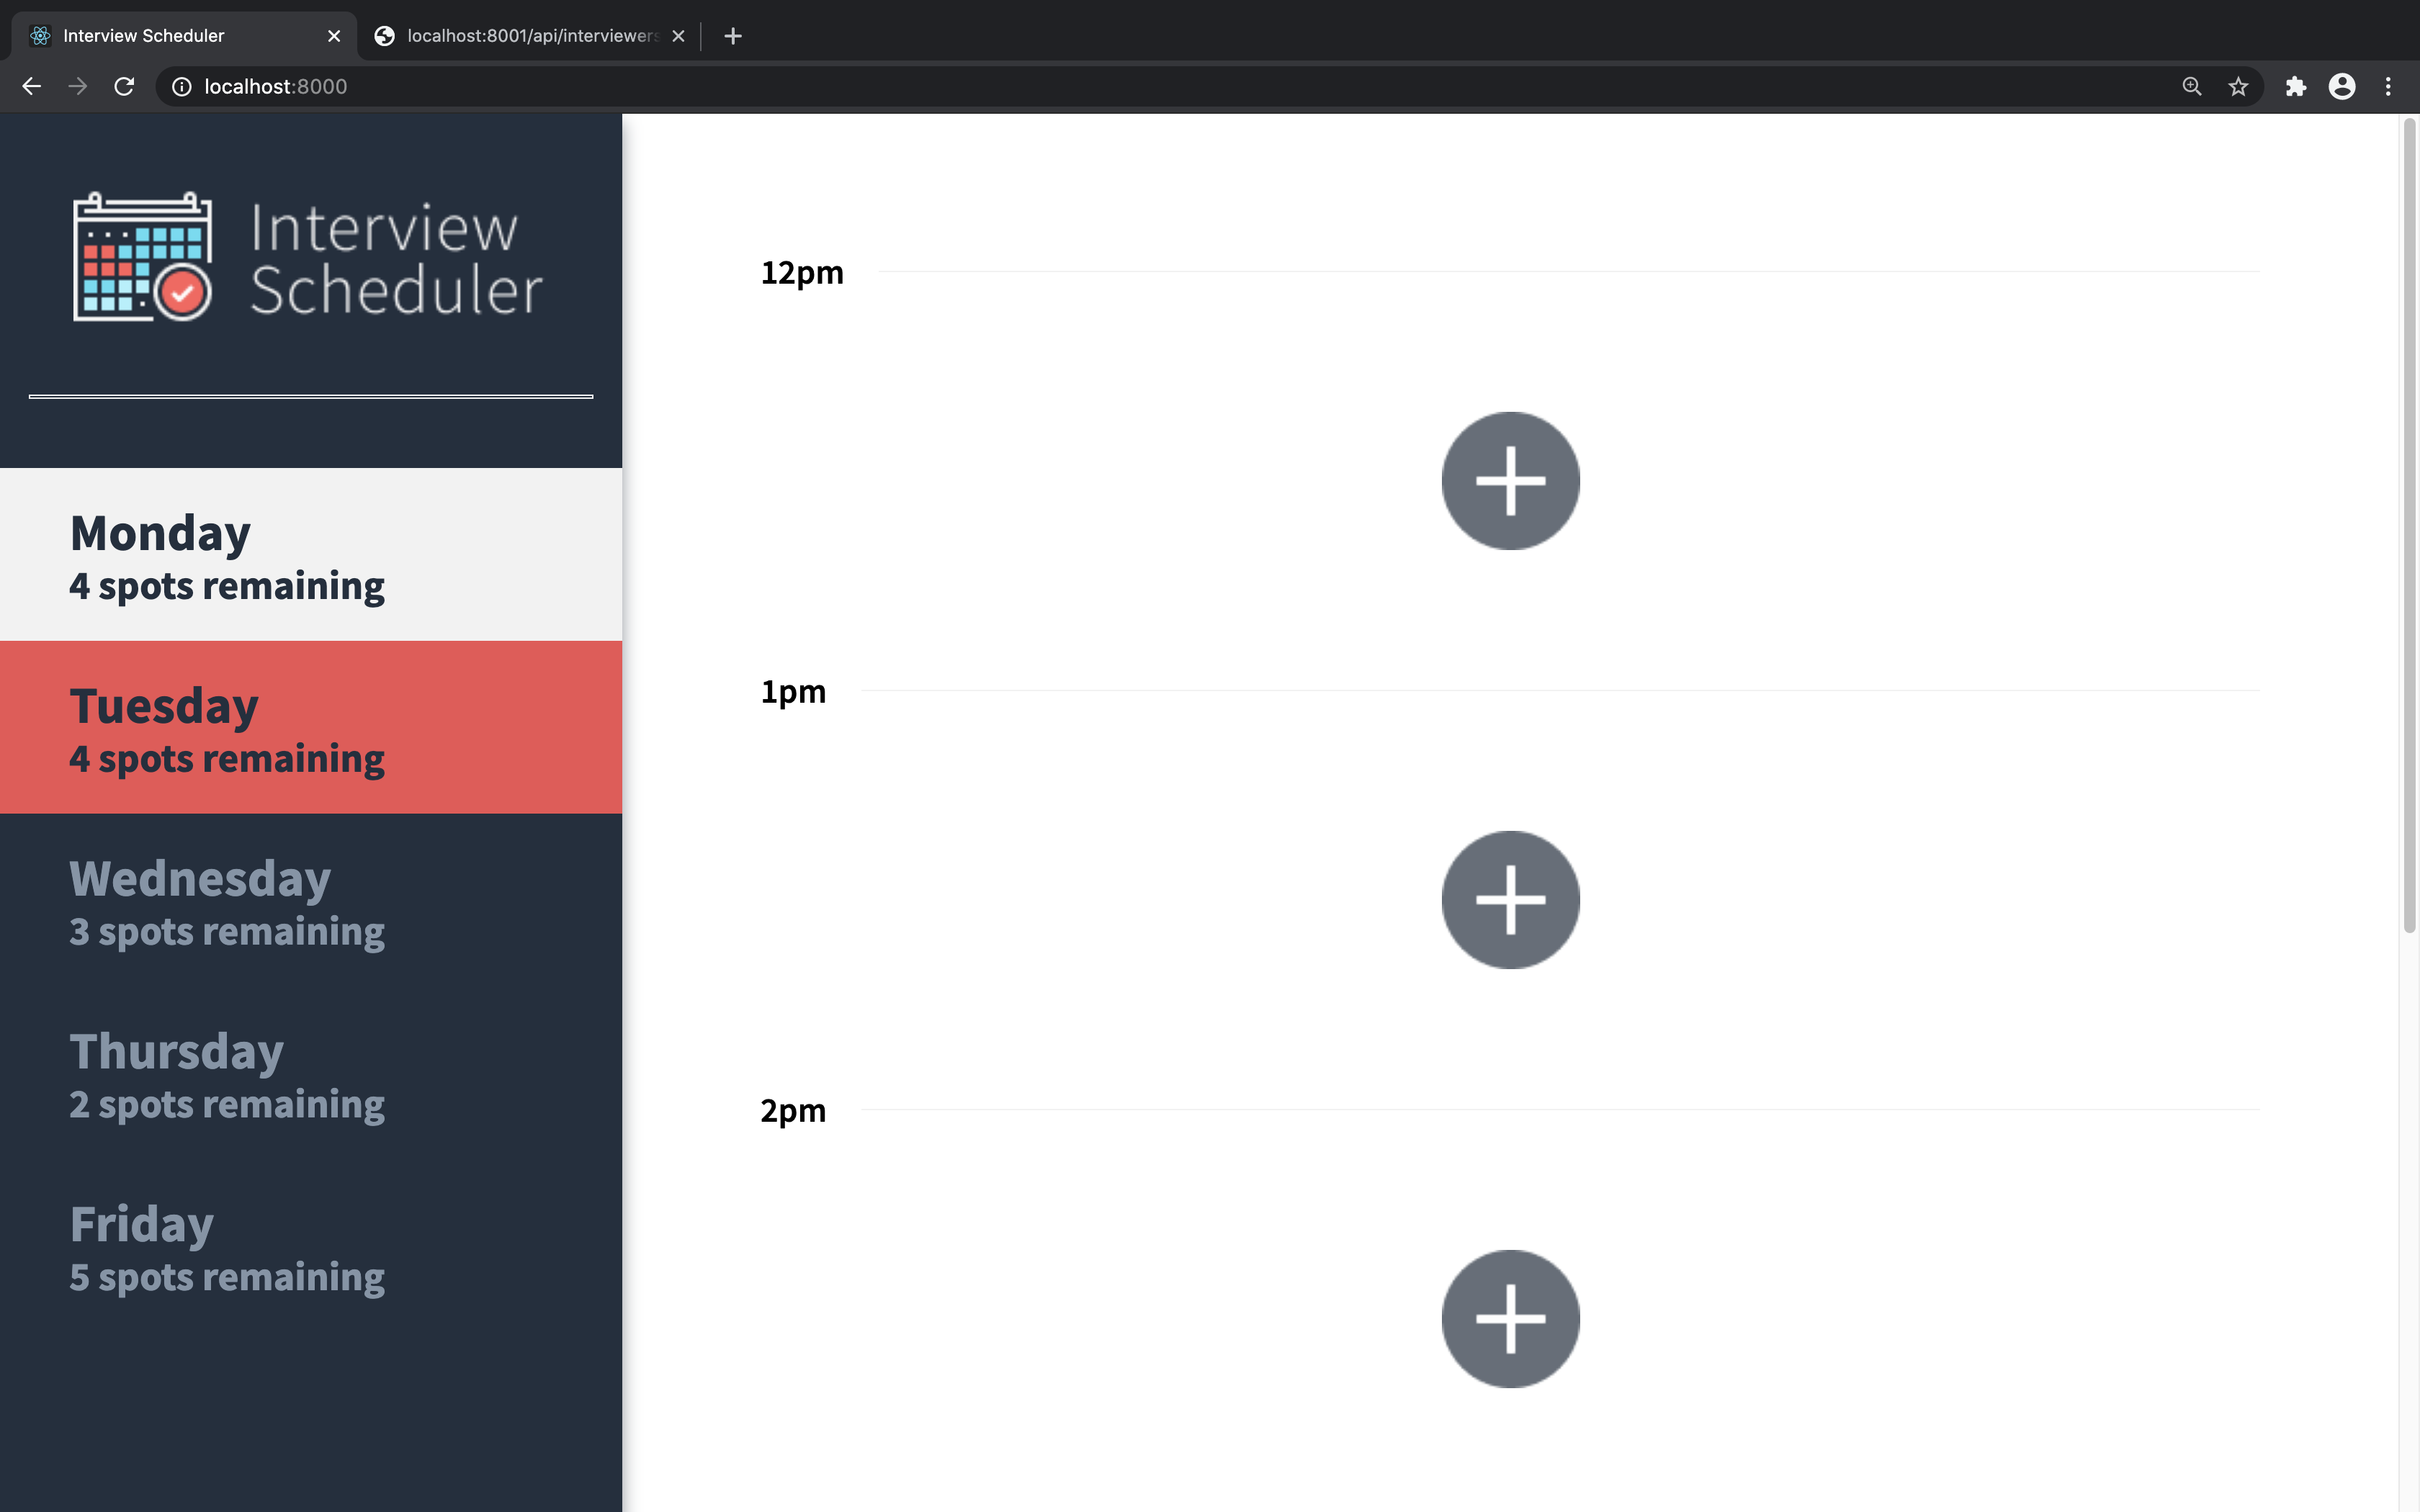 Interview Scheduler
localhost:8001/api/interviewers
localhost:8000
Interview
Scheduler
Monday
4 spots remaining
Tuesday
4 spots remaining
Wednesday
3 spots remaining
Thursday
2 spots remaining
Friday
5 spots remaining
12pm
1pm
2pm